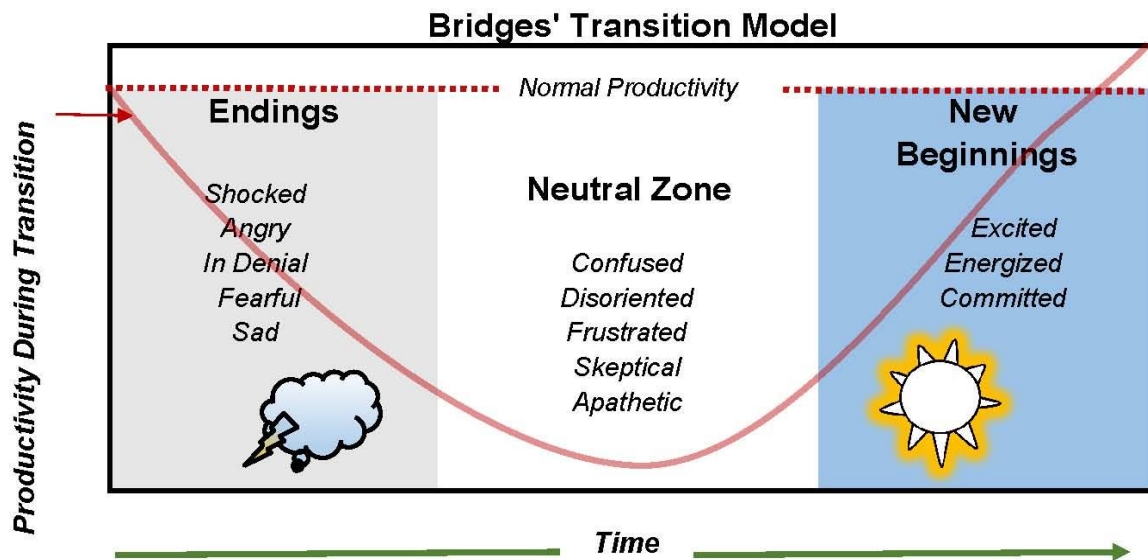 Bridges' Transition Model
Normal Productivity
Productivity During Transition
Endings
Shocked
Angry
In Denial
Fearful
Sad
Neutral Zone
Confused
Disoriented
Frustrated
Skeptical
Apathetic
New
Beginnings
Excited
Energized
Committed
Time